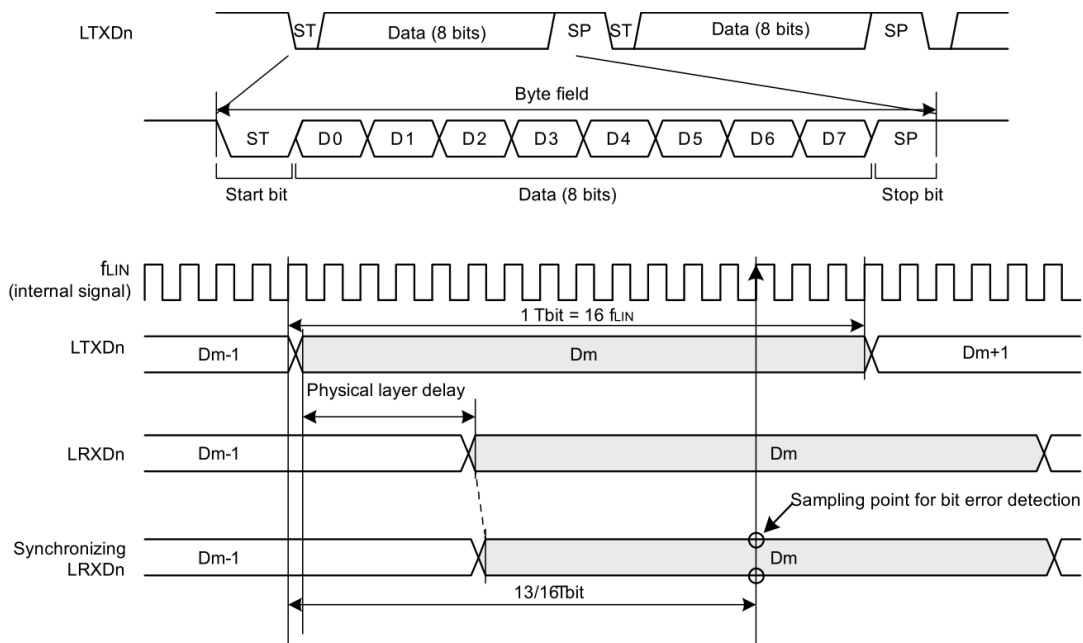 LTXDn ST Data (8 bits) SP ST Data (8 bits) SP
Byte field
ST D0 D1 D2 D3 D4 D5 D6 D7 SP
Start bit Data (8 bits) Stop bit
fLIN
(internal signal)
1 Tbit = 16 fLIN
LTXDn Dm-1 Dm Dm+1
Physical layer delay
LRXDn Dm-1 Dm
Sampling point for bit error detection
Synchronizing
LRXDn Dm-1 Dm
13/16Tbit